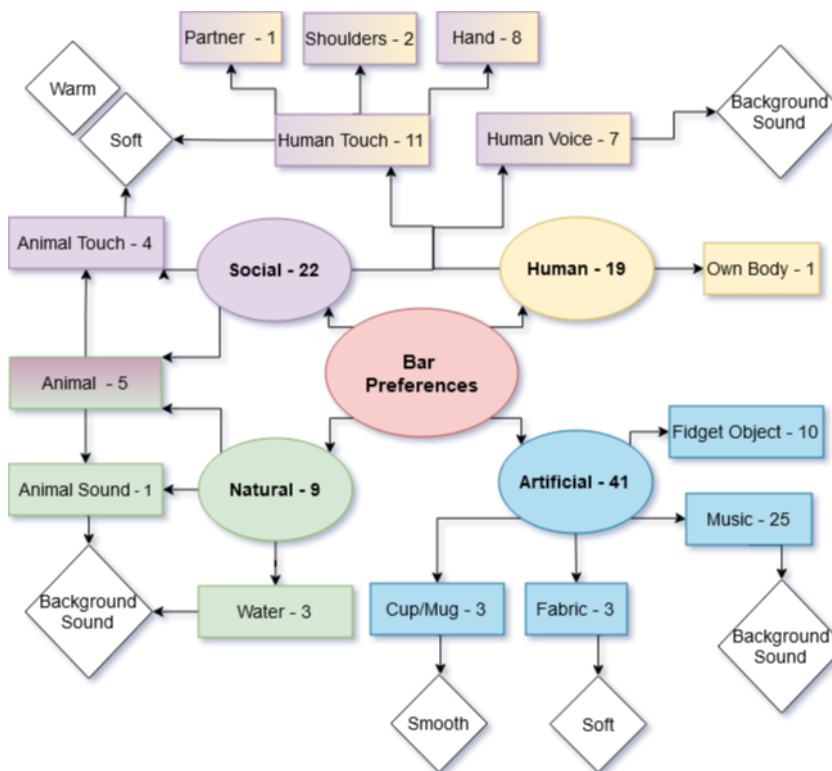 Partner - 1
Shoulders - 2
Hand - 8
Warm
Soft
Human Touch - 11
Human Voice - 7
Background
Sound
Animal Touch - 4
Social - 22
Human - 19
Own Body - 1
Bar
Preferences
Animal - 5
Fidget Object - 10
Animal Sound - 1
Natural - 9
Artificial - 41
Music - 25
Background
Sound
Water - 3
Cup/Mug - 3
Fabric - 3
Background
Sound
Smooth
Soft